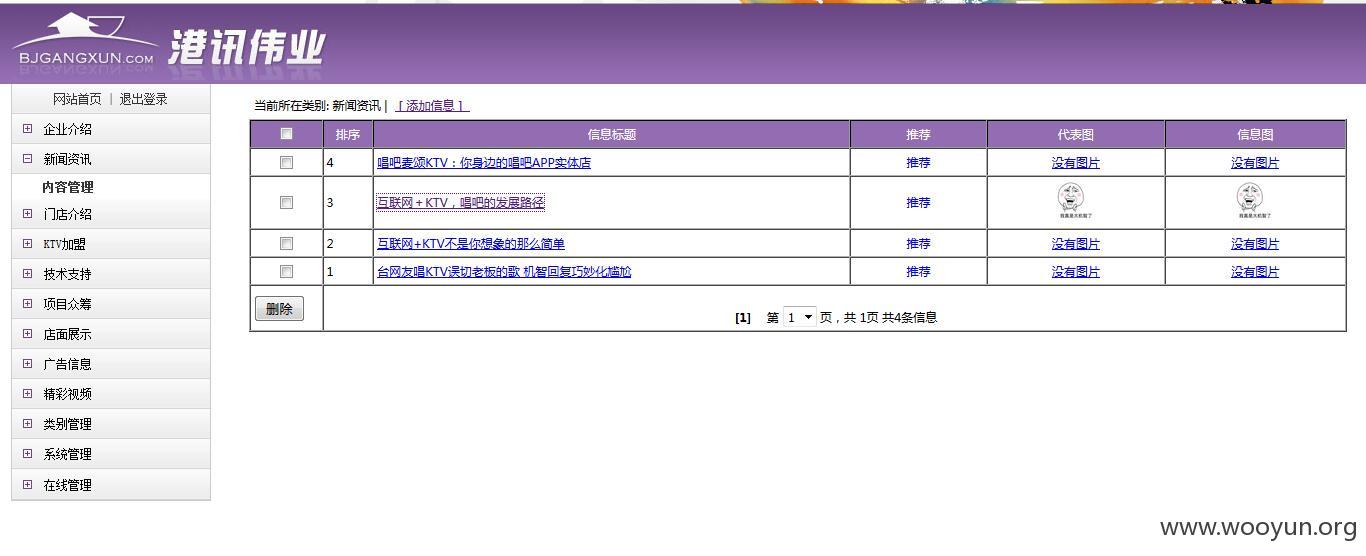 BJGANGXUN.COM 港讯伟业
网站首页 | 退出登录
企业介绍
新闻资讯
内容管理
门店介绍
KTV加盟
技术支持
项目众筹
店面展示
广告信息
精彩视频
类别管理
系统管理
在线管理
当前所在类别: 新闻资讯 | [ 添加信息 ]
排序 信息标题 推荐 代表图 信息图
4 唱吧麦颂KTV：你身边的唱吧APP实体店 推荐 没有图片 没有图片
3 互联网＋KTV，唱吧的发展路径 推荐
2 互联网+KTV不是你想象的那么简单 推荐 没有图片 没有图片
1 台网友唱KTV误切老板的歌 机智回复巧妙化尴尬 推荐 没有图片 没有图片
删除 [1] 第 1 页，共 1页 共4条信息
www.wooyun.org